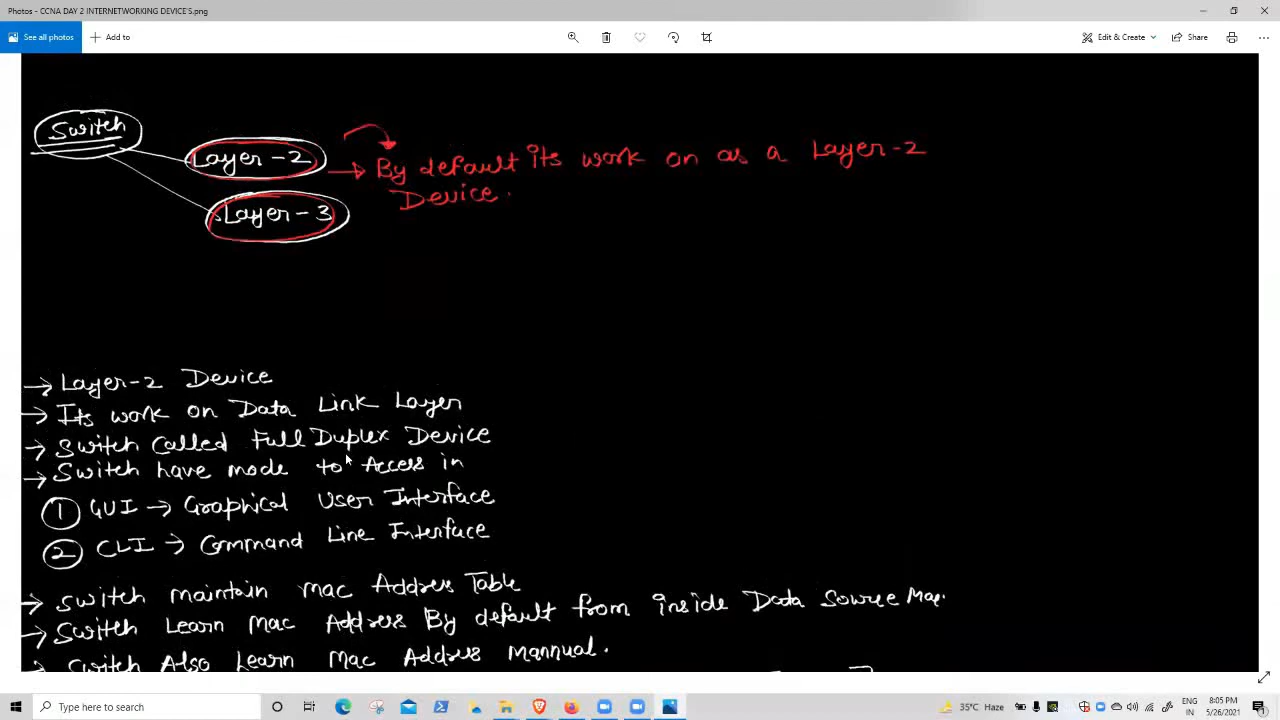 Photos - CCNA DAY 2 INTERNETWORKING DEVICE'S.png
See all photos
Add to
Edit & Create
Share
Switch
Layer-2
Layer-3
By default its work on as a Layer-2
Device.
Layer-2 Device
Its work on Data Link Layer
Switch Called Full Duplex Device
Switch have mode to Access in
1 GUI → Graphical User Interface
2 CLI → Command Line Interface
Switch maintain Mac Address Table
Switch Learn Mac Address By default from inside Data Source Mac.
Switch Also Learn Mac Address Mannual.
Type here to search
35°C Haze
ENG
IN
8:05 PM
5/26/2021